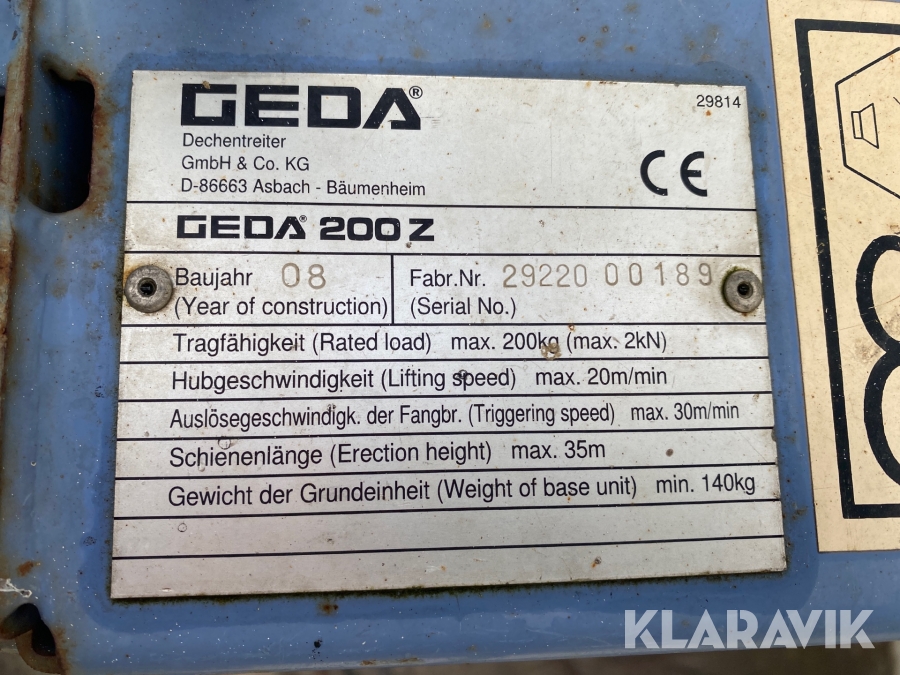 GEDA®
29814
Dechentreiter
GmbH & Co. KG
D-86663 Asbach - Bäumenheim
CE
GEDA® 200 Z
Baujahr 08
(Year of construction)
Fabr.Nr. 29220 00189
(Serial No.)
Tragfähigkeit (Rated load) max. 200kg (max. 2kN)
Hubgeschwindigkeit (Lifting speed) max. 20m/min
Auslösegeschwindigk. der Fangbr. (Triggering speed) max. 30m/min
Schienenlänge (Erection height) max. 35m
Gewicht der Grundeinheit (Weight of base unit) min. 140kg
KLARAVIK